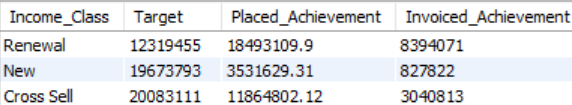 Income_Class Target Placed_Achievement Invoiced_Achievement
Renewal 12319455 18493109.9 8394071
New 19673793 3531629.31 827822
Cross Sell 20083111 11864802.12 3040813